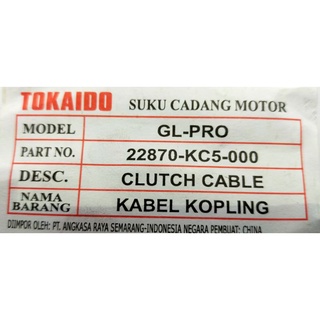 TOKAIDO SUKU CADANG MOTOR
MODEL GL-PRO
PART NO. 22870-KC5-000
DESC. CLUTCH CABLE
NAMA BARANG KABEL KOPLING
DIIMPOR OLEH: PT. ANGKASA RAYA SEMARANG-INDONESIA NEGARA PEMBUAT: CHINA